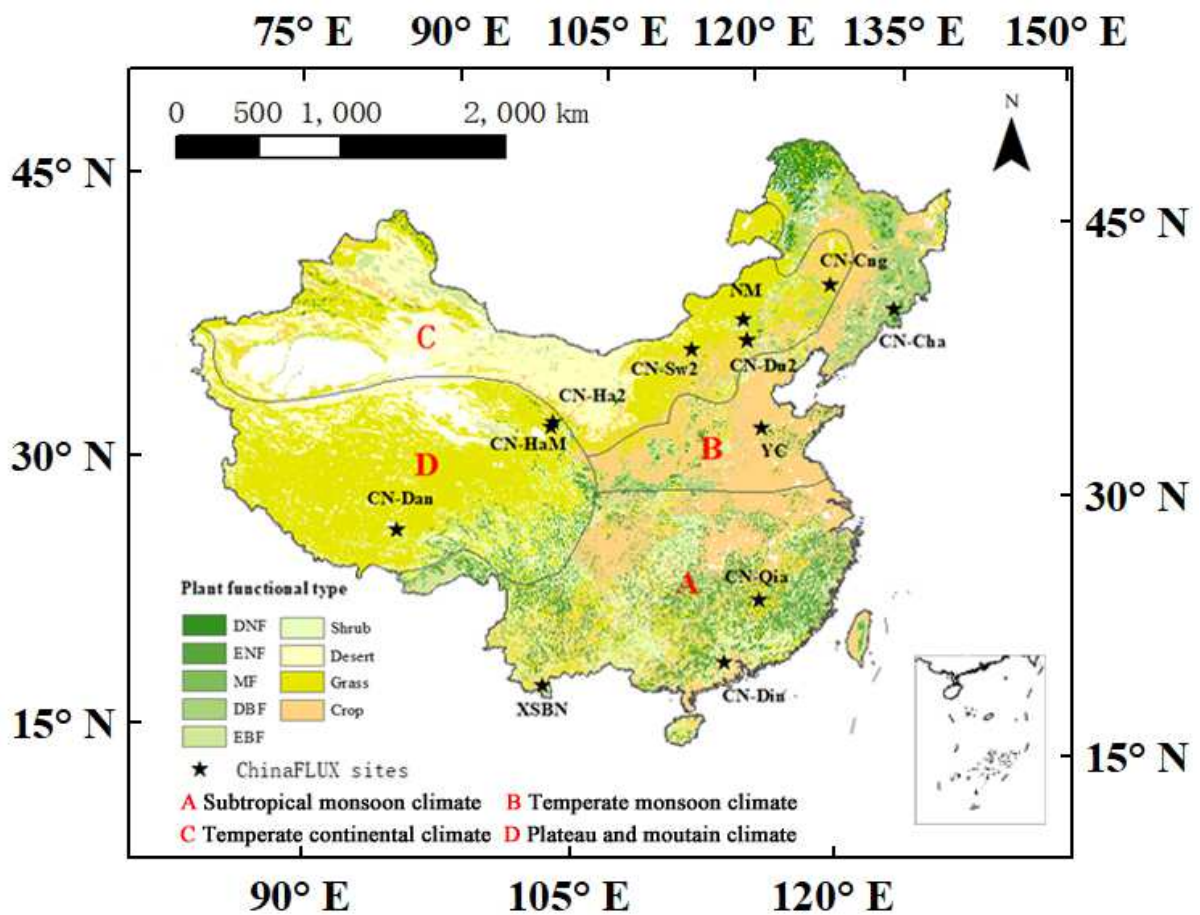 75° E 90° E 105° E 120° E 135° E 150° E
0 500 1,000 2,000 km
N
45° N
45° N
CN-Cng
NM
C
CN-Cha
CN-Sw2
CN-Du2
CN-Ha2
CN-HaM
B
YC
30° N
D
CN-Dan
30° N
Plant functional type
A
CN-Qia
DNF Shrub
ENF Desert
MF Grass
DBF Crop
EBF
XSBN
CN-Din
15° N
15° N
ChinaFLUX sites
A Subtropical monsoon climate B Temperate monsoon climate
C Temperate continental climate D Plateau and moutain climate
90° E 105° E 120° E